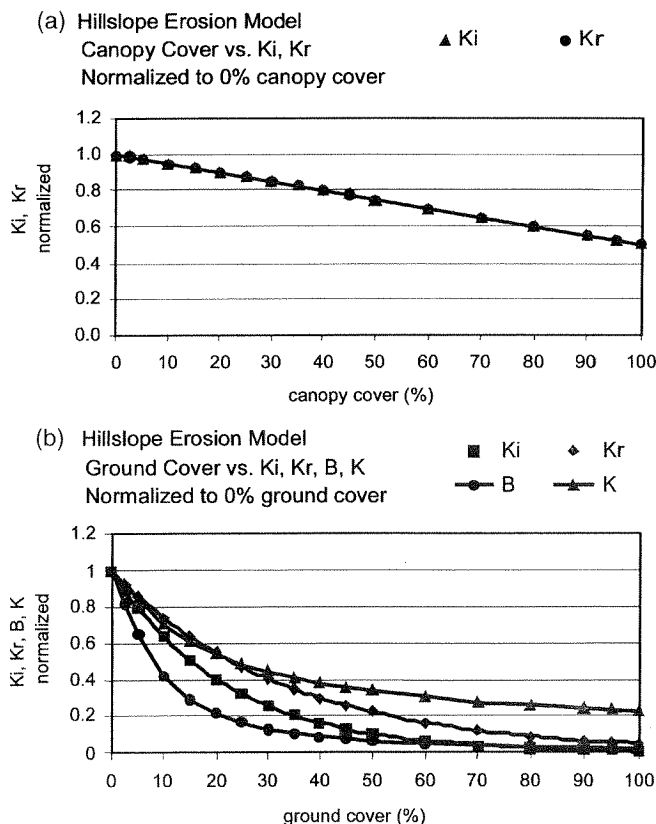 (a) Hillslope Erosion Model
Canopy Cover vs. Ki, Kr
Normalized to 0% canopy cover
Ki Kr
1.2
1.0
0.8
0.6
0.4
0.2
0.0
Ki, Kr
normalized
0 10 20 30 40 50 60 70 80 90 100
canopy cover (%)
(b) Hillslope Erosion Model
Ground Cover vs. Ki, Kr, B, K
Normalized to 0% ground cover
Ki Kr
B K
1.2
1
0.8
0.6
0.4
0.2
0
Ki, Kr, B, K
normalized
0 10 20 30 40 50 60 70 80 90 100
ground cover (%)